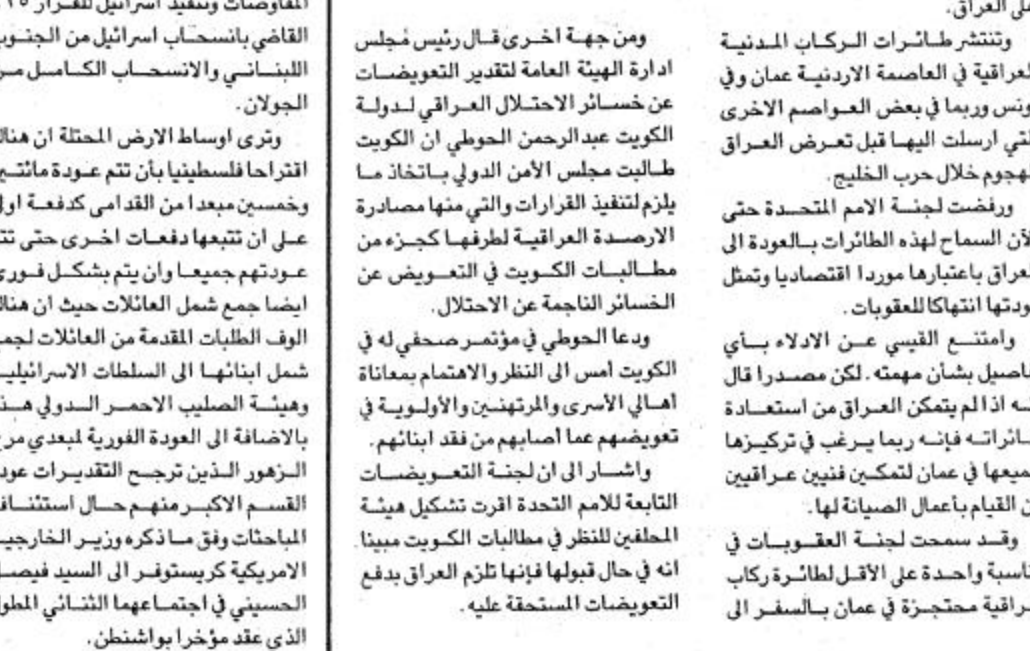 على العراق.
وتنتشر طائرات الركاب المدنية
العراقية في العاصمة الاردنية عمان وفي
تونس وربما في بعض العواصم الاخرى
التي ارسلت اليها قبل تعرض العراق
لهجوم خلال حرب الخليج.
ورفضت لجنة الامم المتحدة حتى
الآن السماح لهذه الطائرات بالعودة الى
العراق باعتبارها موردا اقتصاديا وتمثل
عودتها انتهاكا للعقوبات.
وامتنع القيسي عن الادلاء بأي
تفاصيل بشأن مهمته. لكن مصدرا قال
انه اذا لم يتمكن العراق من استعادة
طائراته فإنه ربما يرغب في تركيزها
جميعها في عمان لتمكين فنيين عراقيين
من القيام بأعمال الصيانة لها.
وقد سمحت لجنة العقوبات في
مناسبة واحدة على الأقل لطائرة ركاب
عراقية محتجزة في عمان بالسفر الى
ومن جهة اخرى قال رئيس مجلس
ادارة الهيئة العامة لتقدير التعويضات
عن خسائر الاحتلال العراقي لدولة
الكويت عبدالرحمن الحوطي ان الكويت
طالبت مجلس الأمن الدولي باتخاذ ما
يلزم لتنفيذ القرارات والتي منها مصادرة
الارصدة العراقية لطرفها كجزء من
مطالبات الكويت في التعويض عن
الخسائر الناجمة عن الاحتلال.
ودعا الحوطي في مؤتمر صحفي له في
الكويت أمس الى النظر والاهتمام بمعاناة
أهالي الأسرى والمرتهنين والأولوية في
تعويضهم عما أصابهم من فقد ابنائهم.
واشار الى ان لجنة التعويضات
التابعة للامم التحدة اقرت تشكيل هيئة
المحلفين للنظر في مطالبات الكويت مبينا
انه في حال قبولها فإنها تلزم العراق بدفع
التعويضات المستحقة عليه.
المفاوضات وتنفيذ اسرائيل للقرار ٤٢٥
القاضي بانسحاب اسرائيل من الجنوب
اللبناني والانسحاب الكامل من
الجولان.
وترى اوساط الارض المحتلة ان هناك
اقتراحا فلسطينيا بأن تتم عودة مائتين
وخمسين مبعدا من القدامى كدفعة اولى
على ان تتبعها دفعات اخرى حتى تتم
عودتهم جميعا وان يتم بشكل فوري
ايضا جمع شمل العائلات حيث ان هناك
الوف الطلبات المقدمة من العائلات لجمع
شمل ابنائها الى السلطات الاسرائيلية
وهيئة الصليب الاحمر الدولي هذا
بالاضافة الى العودة الفورية لمبعدي مرج
الزهور الذين ترجح التقديرات عودة
القسم الاكبر منهم حال استئناف
المباحثات وفق ما ذكره وزير الخارجية
الامريكية كريستوفر الى السيد فيصل
الحسيني في اجتماعهما الثنائي المطول
الذي عقد مؤخرا بواشنطن.